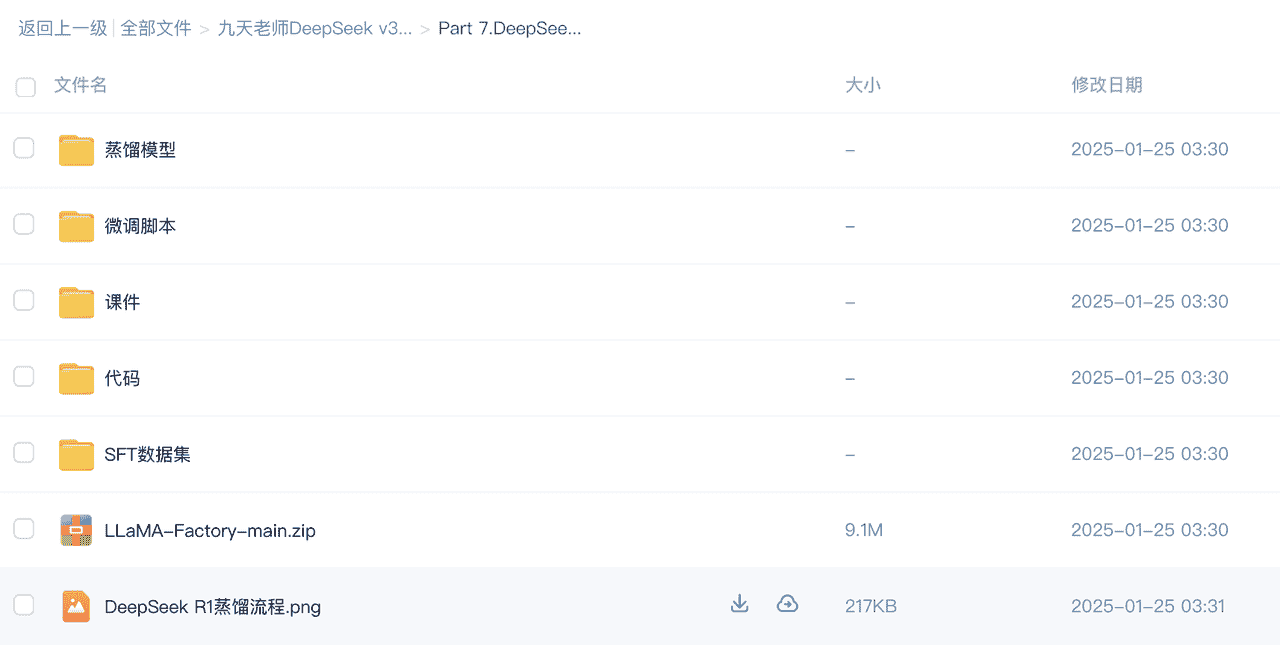 返回上一级 | 全部文件 > 九天老师DeepSeek v3... > Part 7.DeepSee...
文件名 大小 修改日期
蒸馏模型 – 2025-01-25 03:30
微调脚本 – 2025-01-25 03:30
课件 – 2025-01-25 03:30
代码 – 2025-01-25 03:30
SFT数据集 – 2025-01-25 03:30
LLaMA-Factory-main.zip 9.1M 2025-01-25 03:30
DeepSeek R1蒸馏流程.png 217KB 2025-01-25 03:31